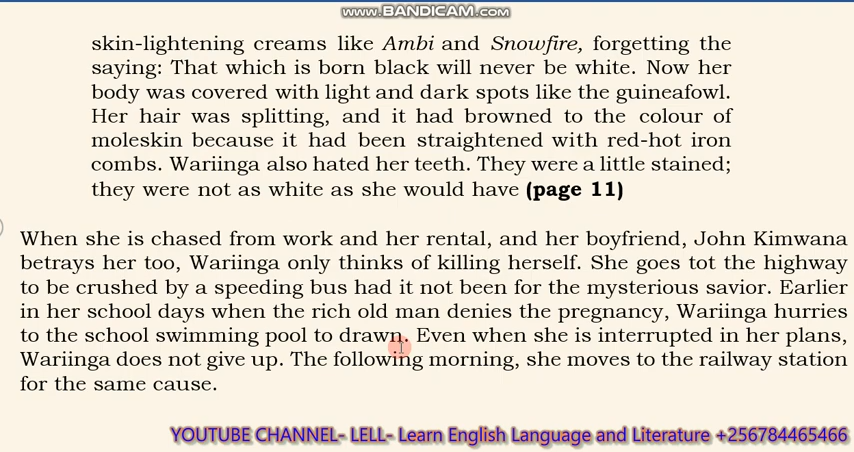 www.BANDICAM.com
skin-lightening creams like Ambi and Snowfire, forgetting the
saying: That which is born black will never be white. Now her
body was covered with light and dark spots like the guineafowl.
Her hair was splitting, and it had browned to the colour of
moleskin because it had been straightened with red-hot iron
combs. Wariinga also hated her teeth. They were a little stained;
they were not as white as she would have (page 11)
When she is chased from work and her rental, and her boyfriend, John Kimwana
betrays her too, Wariinga only thinks of killing herself. She goes tot the highway
to be crushed by a speeding bus had it not been for the mysterious savior. Earlier
in her school days when the rich old man denies the pregnancy, Wariinga hurries
to the school swimming pool to drawn. Even when she is interrupted in her plans,
Wariinga does not give up. The following morning, she moves to the railway station
for the same cause.
YOUTUBE CHANNEL- LELL- Learn English Language and Literature +256784465466